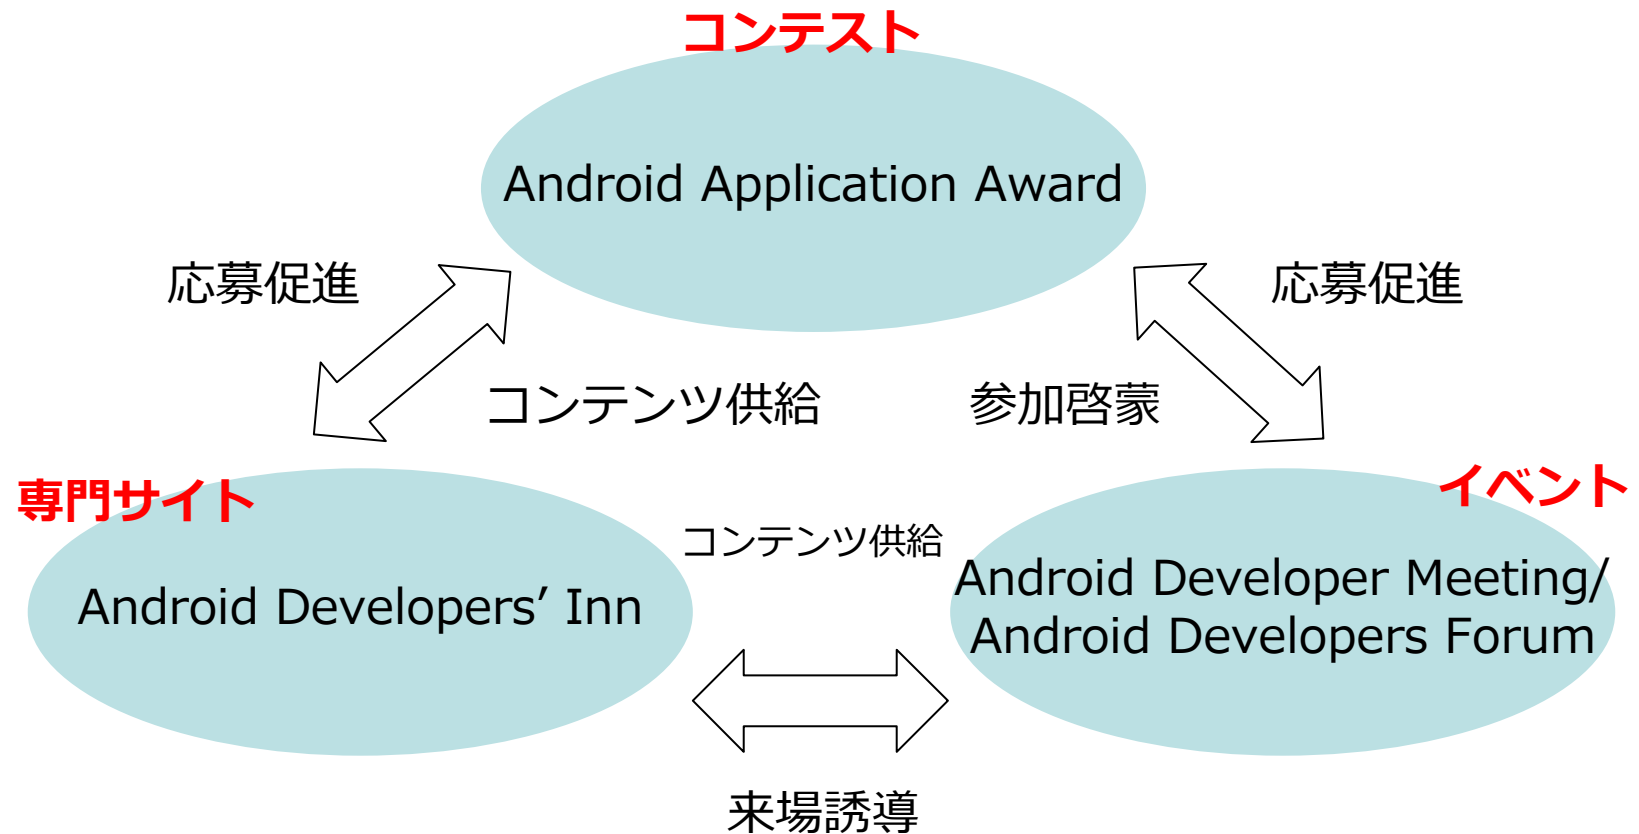 コンテスト
Android Application Award
応募促進
応募促進
コンテンツ供給
参加啓蒙
専門サイト
イベント
コンテンツ供給
Android Developers’ Inn
Android Developer Meeting/
Android Developers Forum
来場誘導